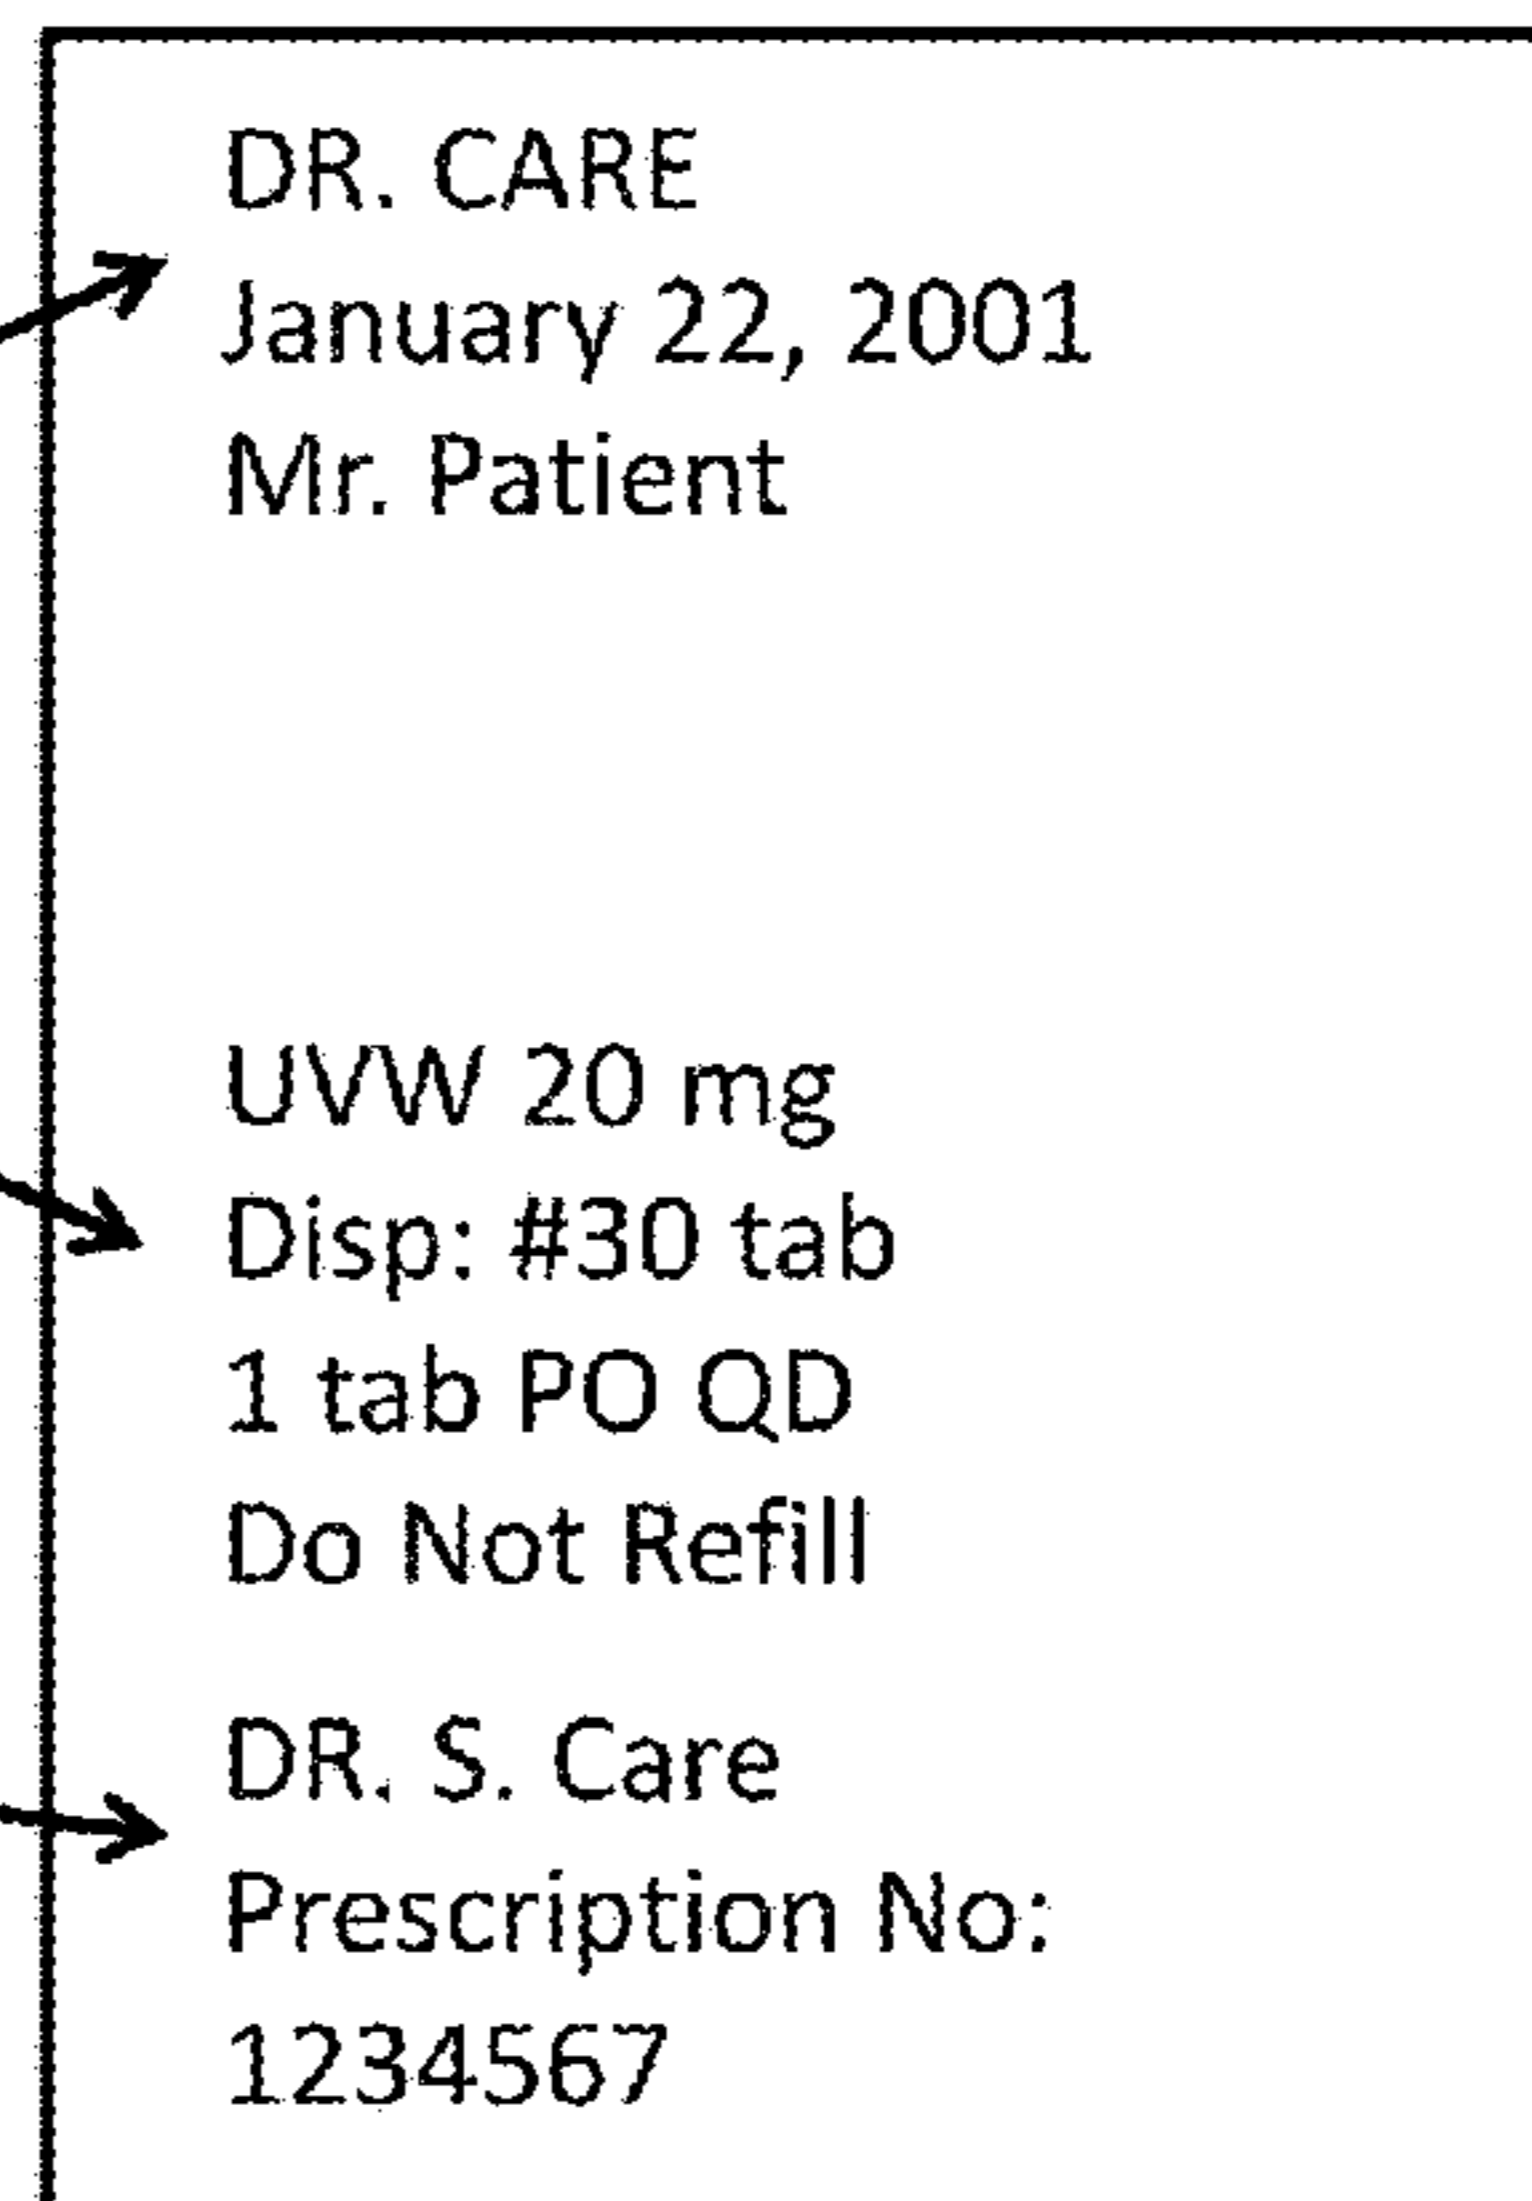 DR. CARE
January 22, 2001
Mr. Patient
UVW 20 mg
Disp: #30 tab
1 tab PO QD
Do Not Refill
DR. S. Care
Prescription No:
1234567